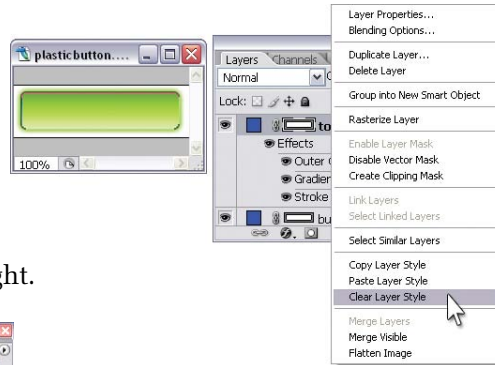 plasticbutton....
100%
Layers
Channels
Normal
Lock:
to
Effects
Outer
Stroke
Layer Properties...
Blending Options...
Duplicate Layer...
Delete Layer
Group into New Smart Object
Rasterize Layer
Enable Layer Mask
Disable Vector Mask
Create Clipping Mask
Link Layers
Select Linked Layers
Select Similar Layers
Copy Layer Style
Paste Layer Style
Clear Layer Style
Merge Layers
Merge Visible
Flatten Image
ght.